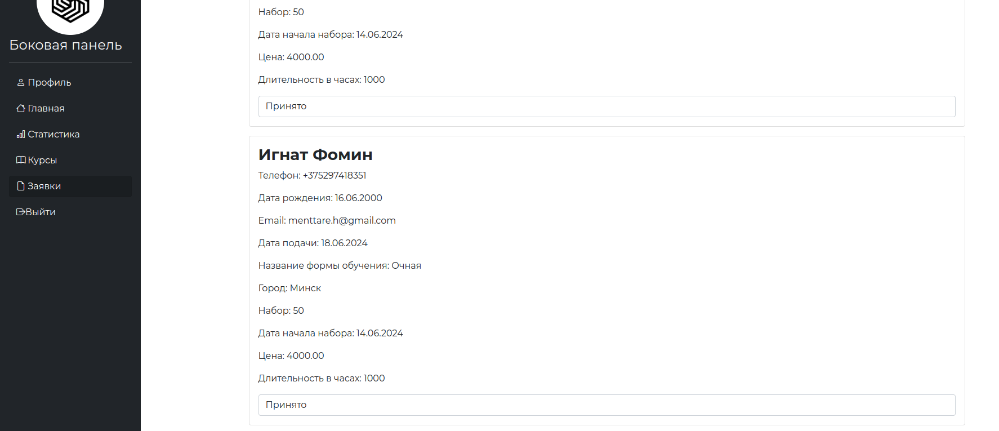 Боковая панель
Профиль
Главная
Статистика
Курсы
Заявки
Выйти
Набор: 50
Дата начала набора: 14.06.2024
Цена: 4000.00
Длительность в часах: 1000
Принято
Игнат Фомин
Телефон: +375297418351
Дата рождения: 16.06.2000
Email: menttare.h@gmail.com
Дата подачи: 18.06.2024
Название формы обучения: Очная
Город: Минск
Набор: 50
Дата начала набора: 14.06.2024
Цена: 4000.00
Длительность в часах: 1000
Принято